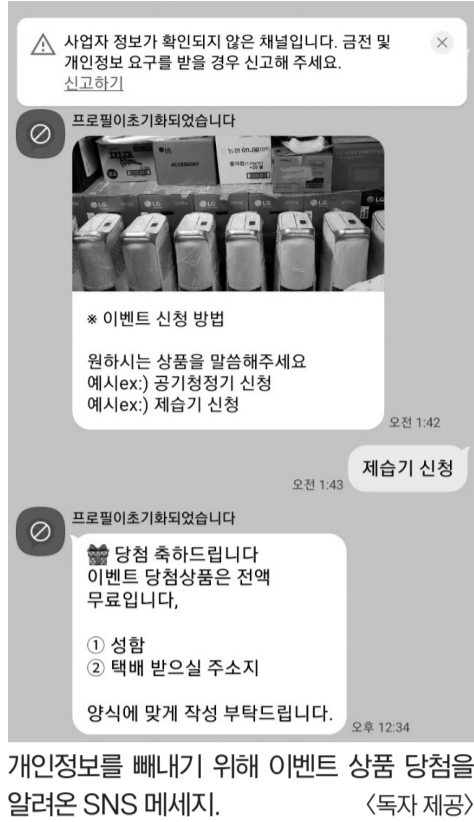 사업자 정보가 확인되지 않은 채널입니다. 금전 및
개인정보 요구를 받을 경우 신고해 주세요.
신고하기
프로필이초기화되었습니다
LG
ACCESSORY
LG
LG
LG
LG
※ 이벤트 신청 방법
원하시는 상품을 말씀해주세요
예시ex:) 공기청정기 신청
예시ex:) 제습기 신청
오전 1:42
제습기 신청
오전 1:43
프로필이초기화되었습니다
당첨 축하드립니다
이벤트 당첨상품은 전액
무료입니다,
① 성함
② 택배 받으실 주소지
양식에 맞게 작성 부탁드립니다.
오후 12:34
개인정보를 빼내기 위해 이벤트 상품 당첨을
알려온 SNS 메세지. 〈독자 제공〉